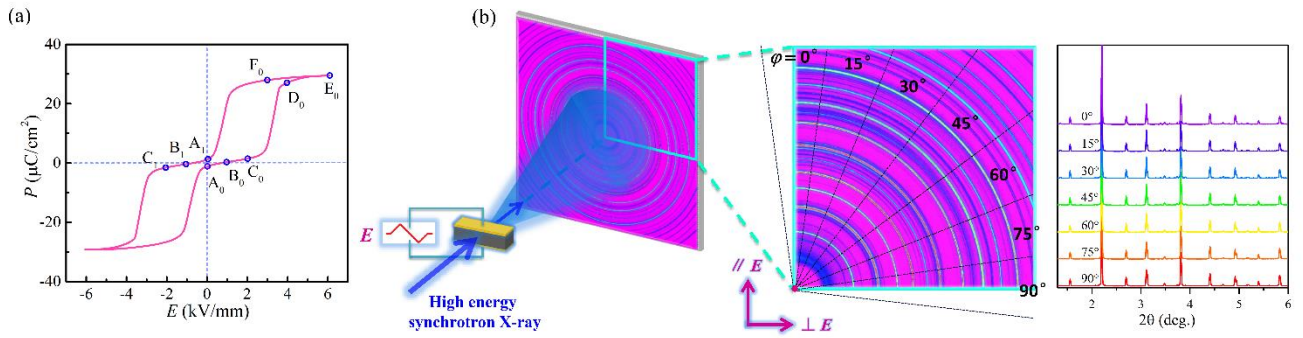 (a)
40
20
0
-20
-40
P (μC/cm²)
-6 -4 -2 0 2 4 6
E (kV/mm)
F₀
E₀
D₀
A₁
B₁
C₁
A₀
B₀
C₀
(b)
E
High energy
synchrotron X-ray
φ = 0°
15°
30°
45°
60°
75°
90°
// E
⊥ E
0°
15°
30°
45°
60°
75°
90°
2 3 4 5 6
2θ (deg.)